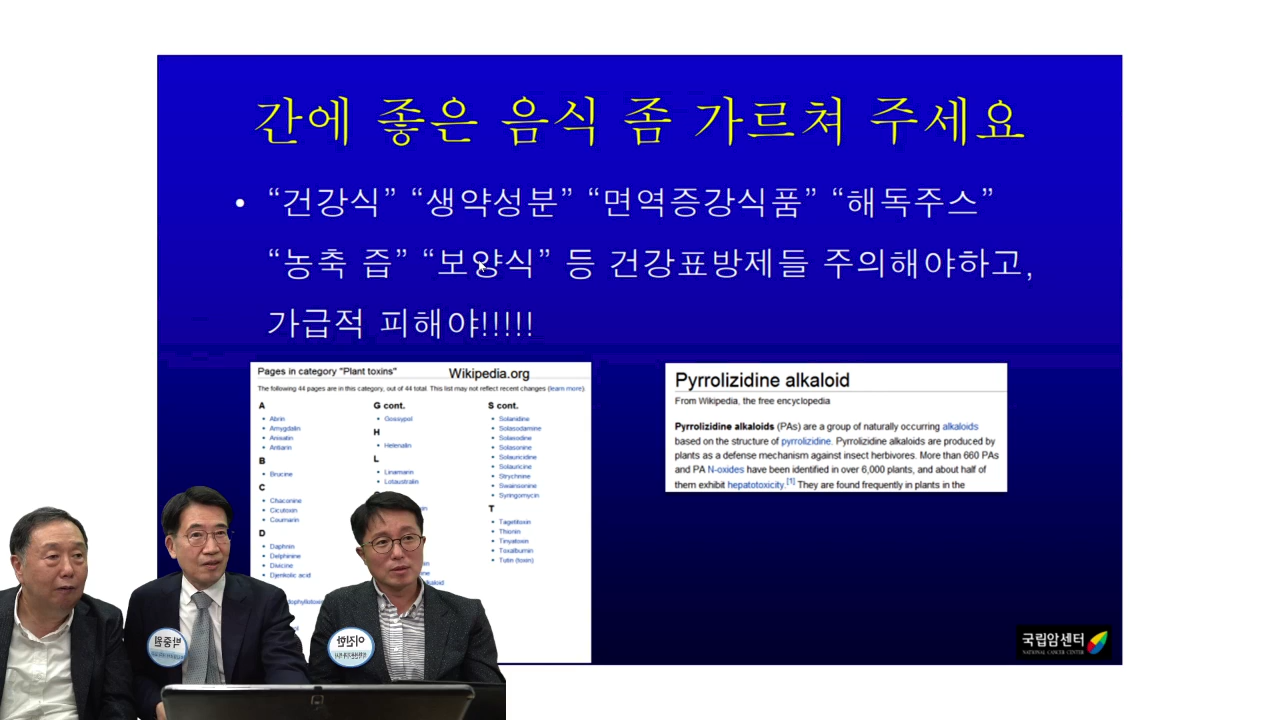 간에 좋은 음식 좀 가르쳐 주세요
• “건강식” “생약성분” “면역증강식품” “해독주스”
“농축 즙” “보양식” 등 건강표방제들 주의해야하고,
가급적 피해야!!!!!
Pages in category "Plant toxins"
Wikipedia.org
The following 44 pages are in this category, out of 44 total. This list may not reflect recent changes (learn more).
A
• Abrin
• Amygdalin
• Anisatin
• Antiarin
B
• Brucine
C
• Chaconine
• Cicutoxin
• Coumarin
D
• Daphnin
• Delphinine
• Divicine
• Djenkolic acid
G cont.
• Gossypol
H
• Helenalin
L
• Linamarin
• Lotaustralin
S cont.
• Solanidine
• Solasodamine
• Solasodine
• Solasonine
• Solauricidine
• Solauricine
• Strychnine
• Swainsonine
• Syringomycin
T
• Tagetitoxin
• Thionin
• Tinyatoxin
• Toxalbumin
• Tutin (toxin)
Pyrrolizidine alkaloid
From Wikipedia, the free encyclopedia
Pyrrolizidine alkaloids (PAs) are a group of naturally occurring alkaloids
based on the structure of pyrrolizidine. Pyrrolizidine alkaloids are produced by
plants as a defense mechanism against insect herbivores. More than 660 PAs
and PA N-oxides have been identified in over 6,000 plants, and about half of
them exhibit hepatotoxicity.[1] They are found frequently in plants in the
박중원
이진한
국립암센터
NATIONAL CANCER CENTER